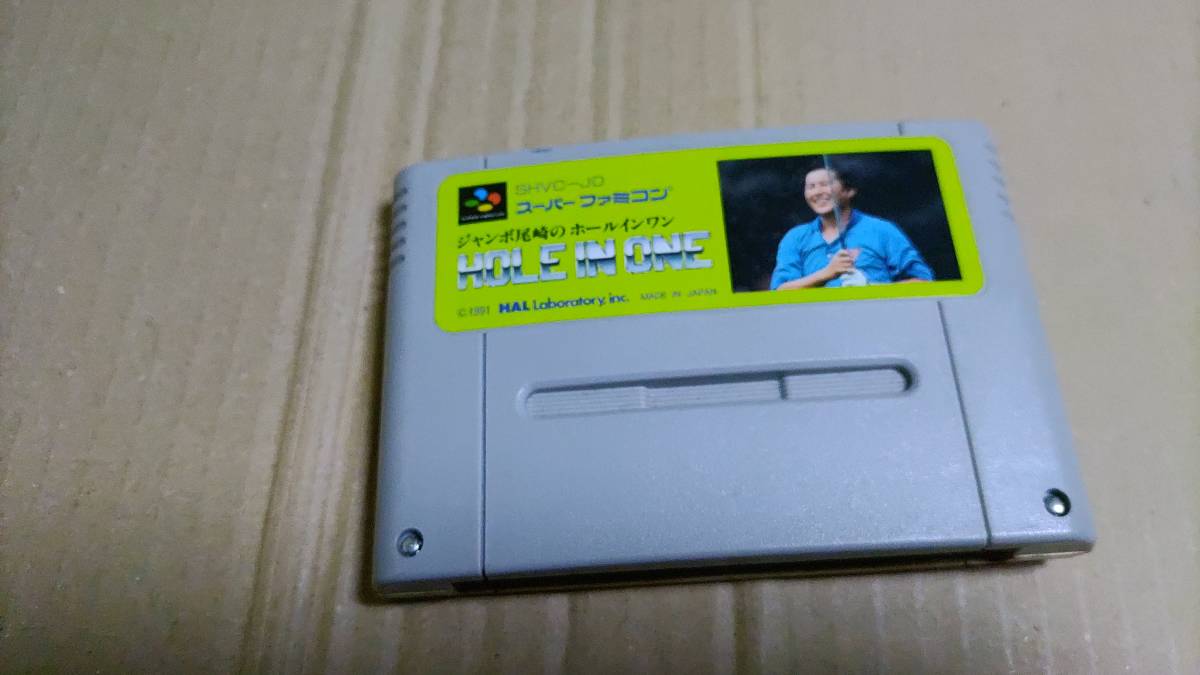 SHVC-JO
スーパーファミコン®
ジャンボ尾崎の ホールインワン
HOLE IN ONE
©1991 HAL Laboratory, inc. MADE IN JAPAN